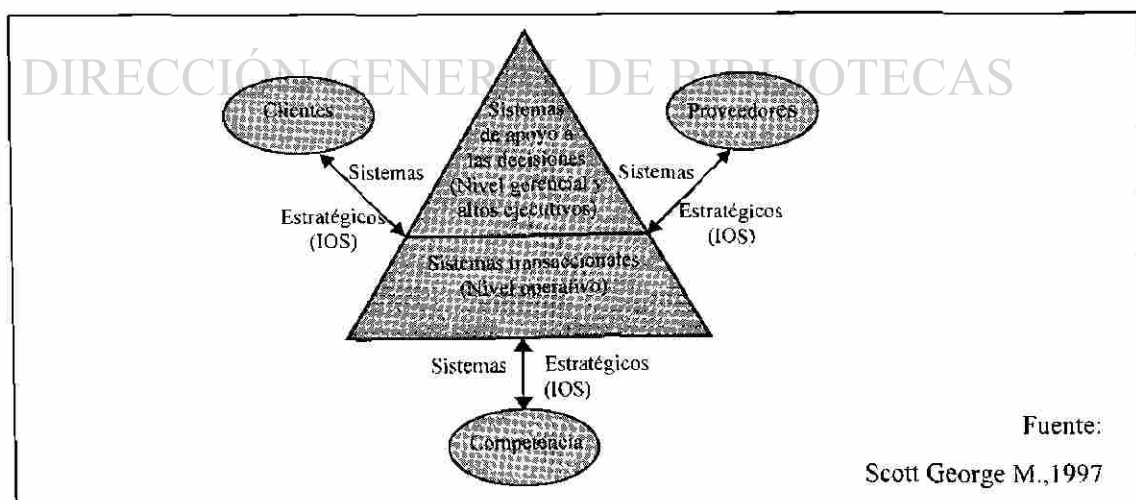 DIRECCIÓN GENERAL DE BIBLIOTECAS
Clientes
Proveedores
Sistemas
de apoyo a
las decisiones
(Nivel gerencial y
altos ejecutivos)
Sistemas
Estratégicos
(IOS)
Sistemas
Estratégicos
(IOS)
Sistemas transaccionales
(Nivel operativo)
Sistemas
Estratégicos
(IOS)
Competencia
Fuente:
Scott George M.,1997